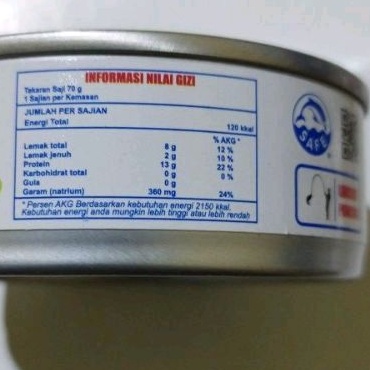 INFORMASI NILAI GIZI
Takaran Saji 70 g
1 Sajian per Kemasan
JUMLAH PER SAJIAN
Energi Total 120 kkal
% AKG *
Lemak total 8 g 12 %
Lemak jenuh 2 g 10 %
Protein 13 g 22 %
Karbohidrat total 0 g 0 %
Gula 0 g
Garam (natrium) 360 mg 24%
* Persen AKG Berdasarkan kebutuhan energi 2150 kkal.
Kebutuhan energi anda mungkin lebih tinggi atau lebih rendah
SAFE